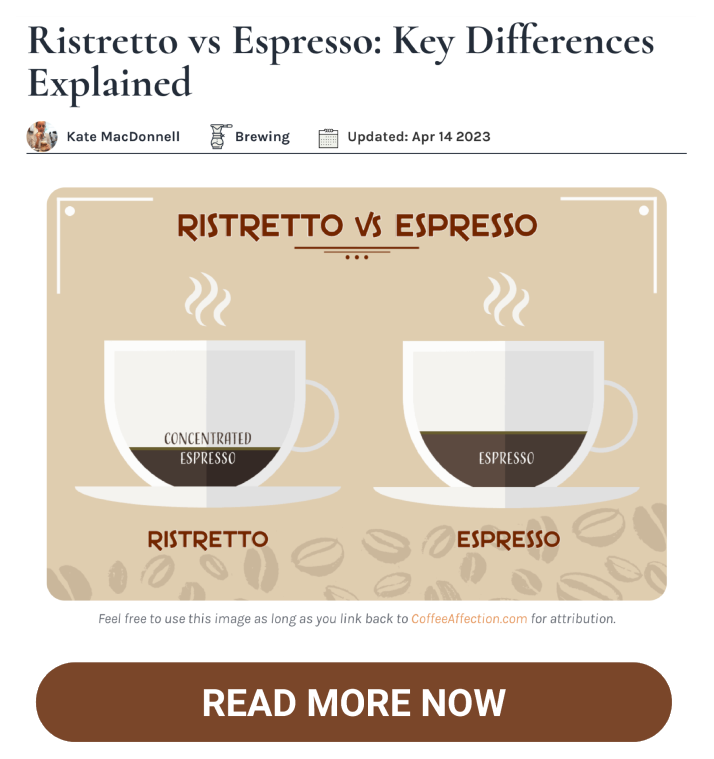 Ristretto vs Espresso: Key Differences
Explained
Kate MacDonnell Brewing Updated: Apr 14 2023
RISTRETTO VS ESPRESSO
CONCENTRATED
ESPRESSO
ESPRESSO
RISTRETTO
ESPRESSO
Feel free to use this image as long as you link back to CoffeeAffection.com for attribution.
READ MORE NOW